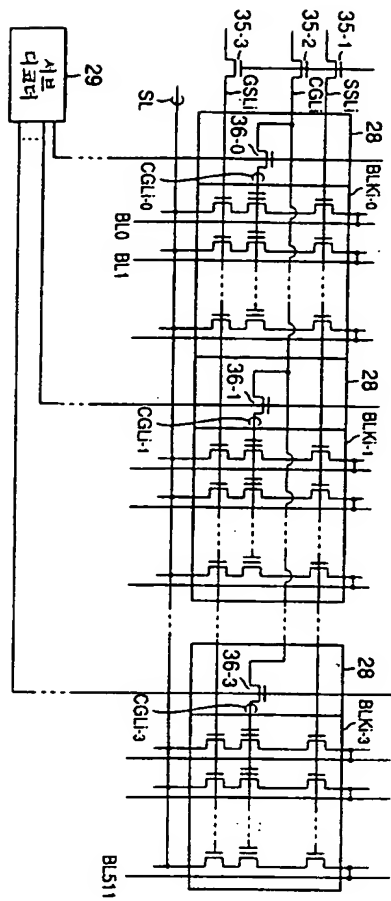 BLKi-0
BLKi-1
BLKi-3
28
28
28
35-1
SSLi
35-2
CGLi
35-3
GSLi
36-0
36-1
36-3
CGLi-0
CGLi-1
CGLi-3
SL
BL0
BL1
BL511
29
서브
디코더